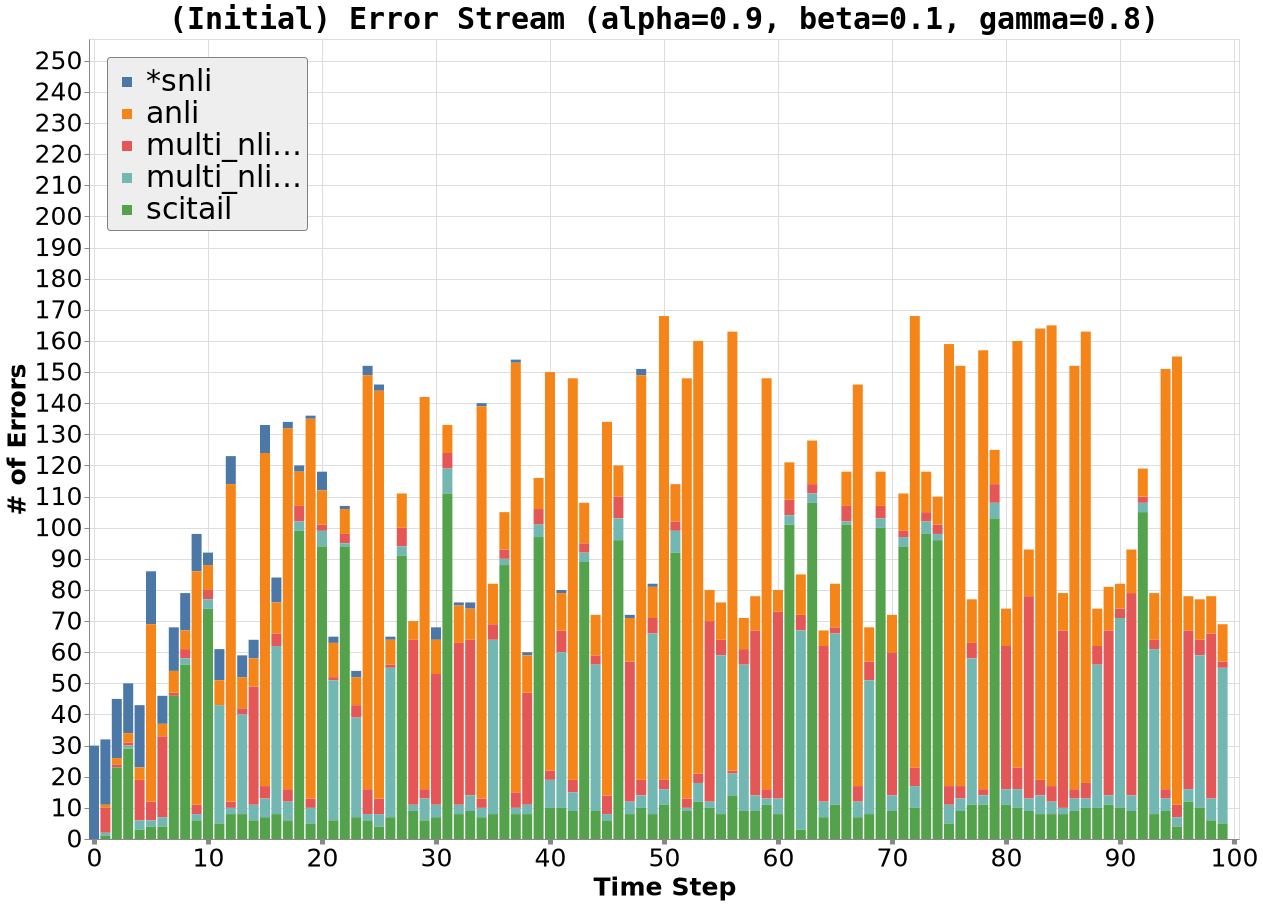 (Initial) Error Stream (alpha=0.9, beta=0.1, gamma=0.8)
250
240
230
220
210
200
190
180
170
160
150
140
130
120
110
100
90
80
70
60
50
40
30
20
10
0
# of Errors
*snli
anli
multi_nli...
multi_nli...
scitail
0 10 20 30 40 50 60 70 80 90 100
Time Step